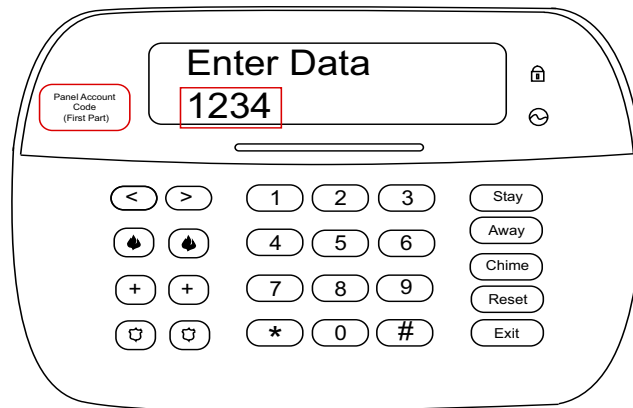 Enter Data
1234
Panel Account
Code
(First Part)
< >
1 2 3
Stay
4 5 6
Away
+ +
7 8 9
Chime
Reset
* 0 #
Exit